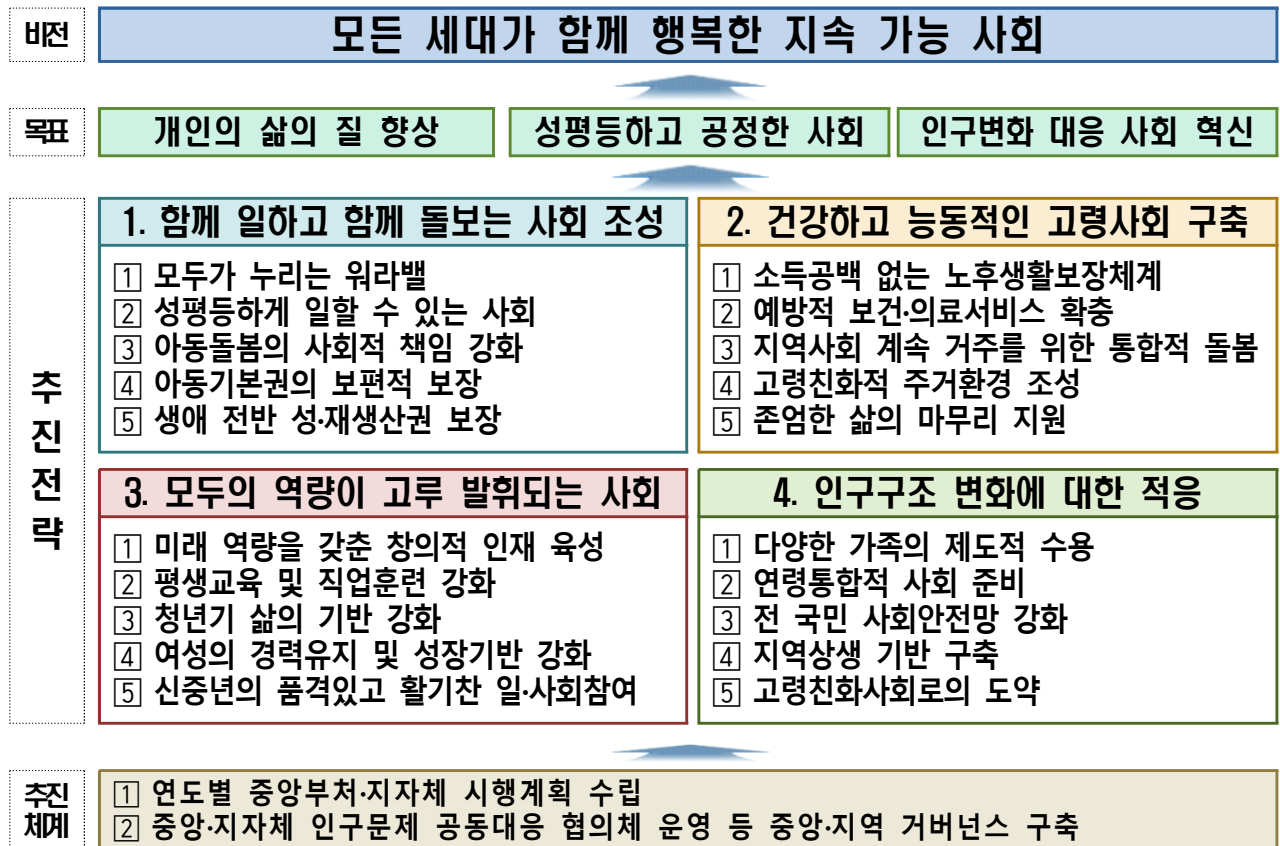 비전
모든 세대가 함께 행복한 지속 가능 사회
목표
개인의 삶의 질 향상
성평등하고 공정한 사회
인구변화 대응 사회 혁신
추진전략
1. 함께 일하고 함께 돌보는 사회 조성
1 모두가 누리는 워라밸
2 성평등하게 일할 수 있는 사회
3 아동돌봄의 사회적 책임 강화
4 아동기본권의 보편적 보장
5 생애 전반 성·재생산권 보장
2. 건강하고 능동적인 고령사회 구축
1 소득공백 없는 노후생활보장체계
2 예방적 보건·의료서비스 확충
3 지역사회 계속 거주를 위한 통합적 돌봄
4 고령친화적 주거환경 조성
5 존엄한 삶의 마무리 지원
3. 모두의 역량이 고루 발휘되는 사회
1 미래 역량을 갖춘 창의적 인재 육성
2 평생교육 및 직업훈련 강화
3 청년기 삶의 기반 강화
4 여성의 경력유지 및 성장기반 강화
5 신중년의 품격있고 활기찬 일·사회참여
4. 인구구조 변화에 대한 적응
1 다양한 가족의 제도적 수용
2 연령통합적 사회 준비
3 전 국민 사회안전망 강화
4 지역상생 기반 구축
5 고령친화사회로의 도약
추진
체계
1 연도별 중앙부처·지자체 시행계획 수립
2 중앙·지자체 인구문제 공동대응 협의체 운영 등 중앙·지역 거버넌스 구축